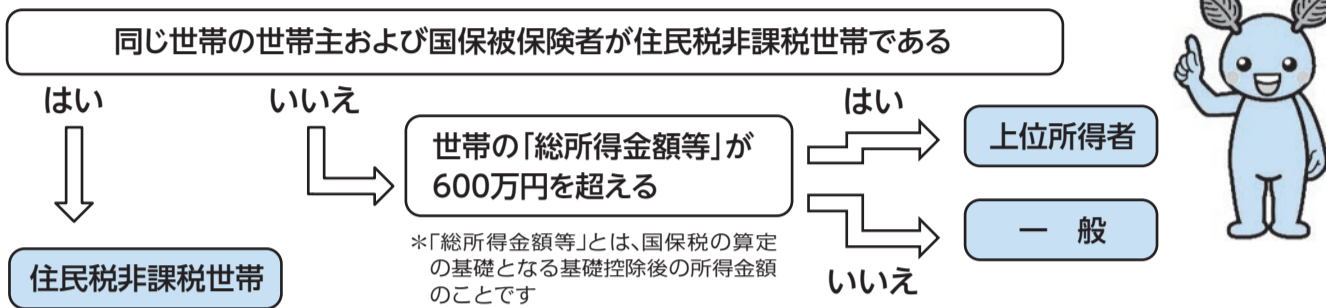 同じ世帯の世帯主および国保被保険者が住民税非課税世帯である
はい
いいえ
はい
世帯の「総所得金額等」が
600万円を超える
上位所得者
一 般
いいえ
*「総所得金額等」とは、国保税の算定
の基礎となる基礎控除後の所得金額
のことです
住民税非課税世帯